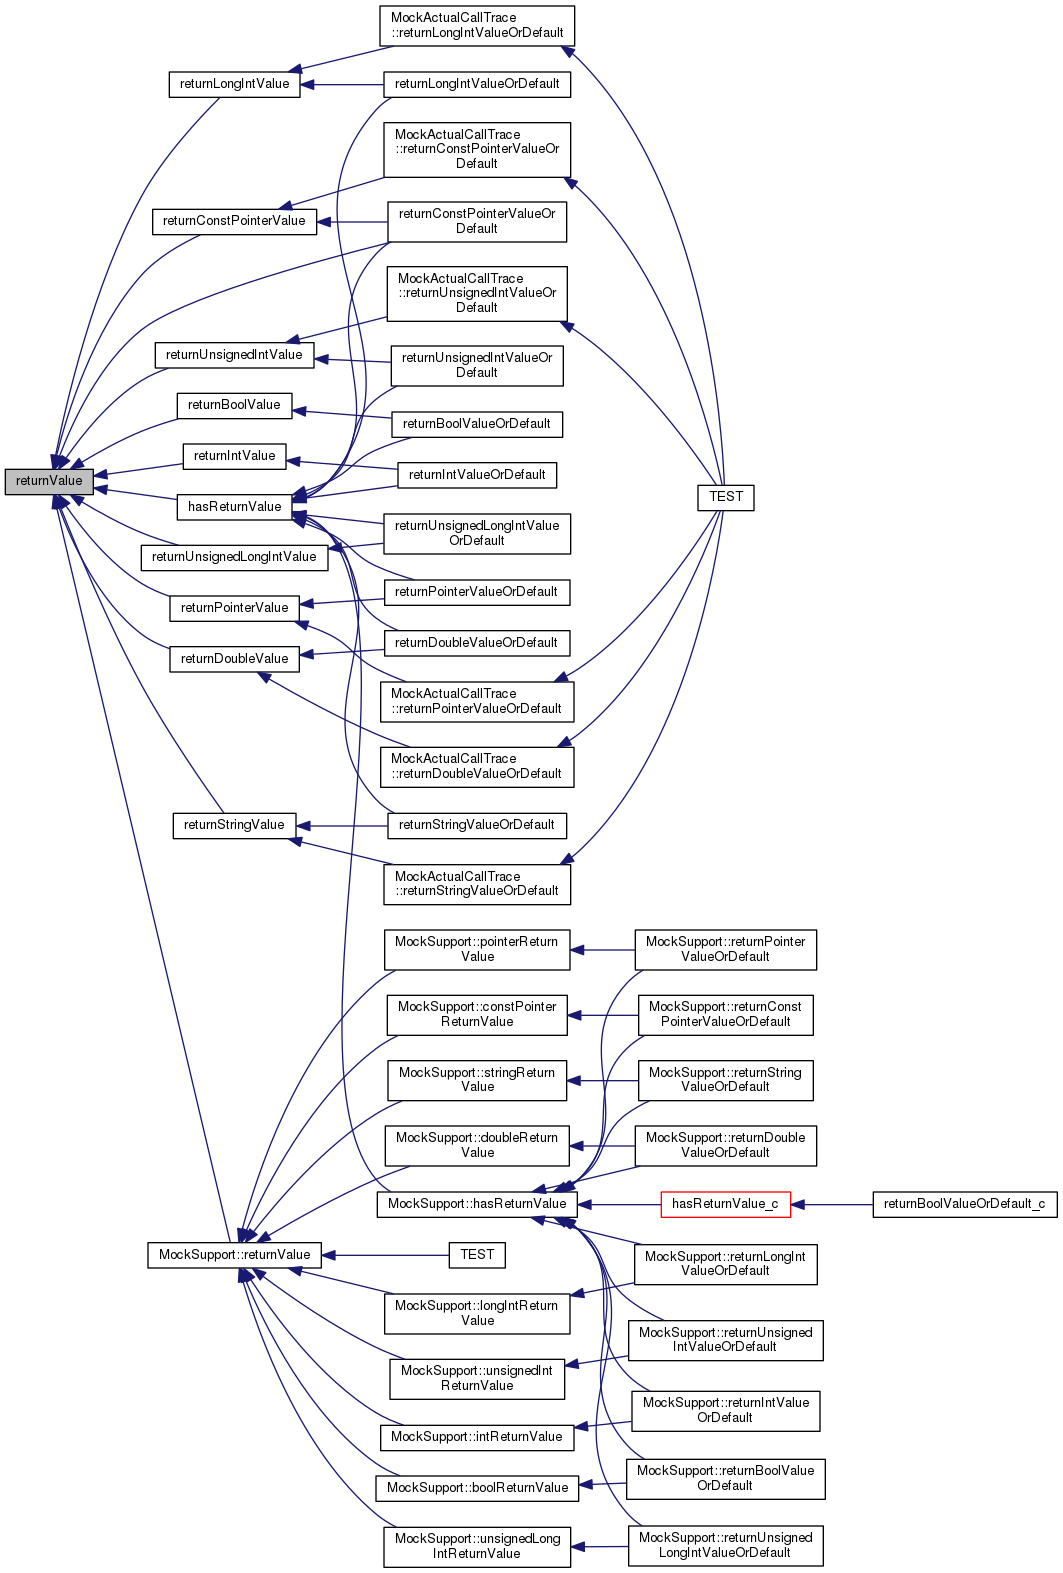 MockActualCallTrace
::returnLongIntValueOrDefault
returnLongIntValue
returnLongIntValueOrDefault
MockActualCallTrace
::returnConstPointerValueOr
Default
returnConstPointerValue
returnConstPointerValueOr
Default
MockActualCallTrace
::returnUnsignedIntValueOr
Default
returnUnsignedIntValue
returnUnsignedIntValueOr
Default
returnBoolValue
returnBoolValueOrDefault
returnIntValue
returnIntValueOrDefault
returnValue
hasReturnValue
TEST
returnUnsignedLongIntValue
OrDefault
returnUnsignedLongIntValue
returnPointerValueOrDefault
returnPointerValue
returnDoubleValueOrDefault
returnDoubleValue
MockActualCallTrace
::returnPointerValueOrDefault
MockActualCallTrace
::returnDoubleValueOrDefault
returnStringValue
returnStringValueOrDefault
MockActualCallTrace
::returnStringValueOrDefault
MockSupport::pointerReturn
Value
MockSupport::returnPointer
ValueOrDefault
MockSupport::constPointer
ReturnValue
MockSupport::returnConst
PointerValueOrDefault
MockSupport::stringReturn
Value
MockSupport::returnString
ValueOrDefault
MockSupport::doubleReturn
Value
MockSupport::returnDouble
ValueOrDefault
MockSupport::hasReturnValue
hasReturnValue_c
returnBoolValueOrDefault_c
MockSupport::returnValue
TEST
MockSupport::returnLongInt
ValueOrDefault
MockSupport::longIntReturn
Value
MockSupport::returnUnsigned
IntValueOrDefault
MockSupport::unsignedInt
ReturnValue
MockSupport::returnIntValue
OrDefault
MockSupport::intReturnValue
MockSupport::returnBoolValue
OrDefault
MockSupport::boolReturnValue
MockSupport::unsignedLong
IntReturnValue
MockSupport::returnUnsigned
LongIntValueOrDefault